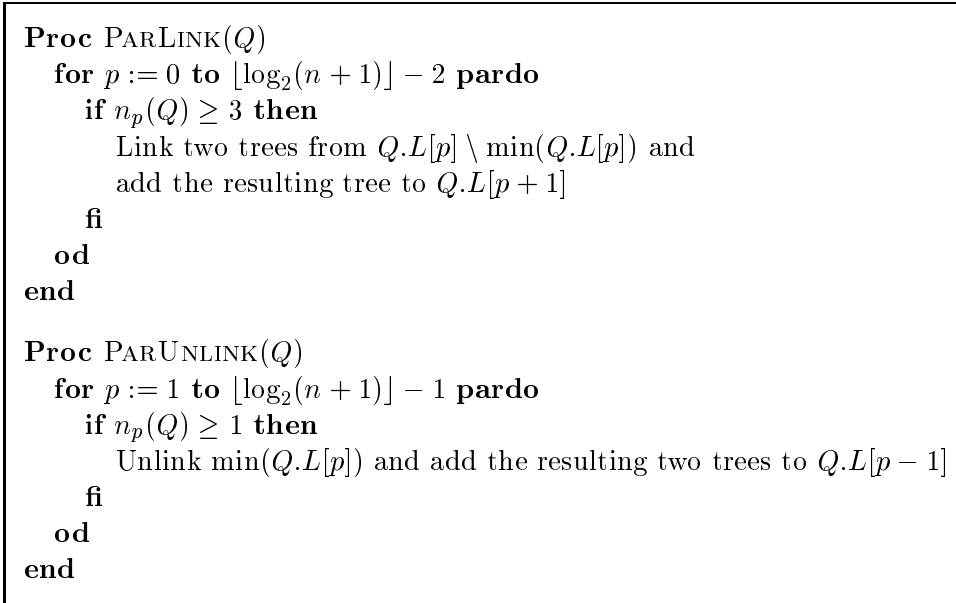 Proc PARLINK(Q)
for p := 0 to ⌊log₂(n + 1)⌋ − 2 pardo
if nₚ(Q) ≥ 3 then
Link two trees from Q.L[p] \ min(Q.L[p]) and
add the resulting tree to Q.L[p + 1]
fi
od
end
Proc PARUNLINK(Q)
for p := 1 to ⌊log₂(n + 1)⌋ − 1 pardo
if nₚ(Q) ≥ 1 then
Unlink min(Q.L[p]) and add the resulting two trees to Q.L[p − 1]
fi
od
end